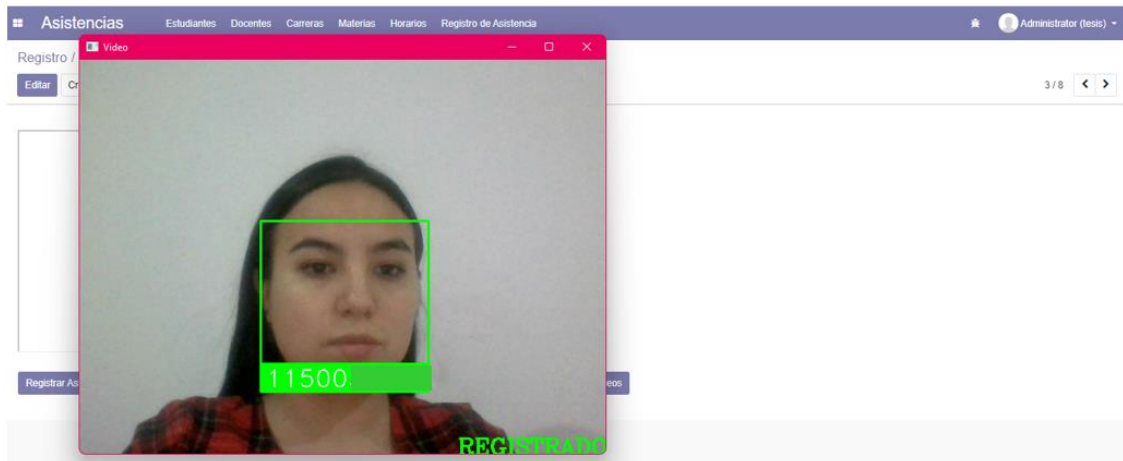 Asistencias Estudiantes Docentes Carreras Materias Horarios Registro de Asistencia Administrator (tesis)
Video
Registro /
Editar Cr 3 / 8
11500
REGISTRADO
Registrar As eos